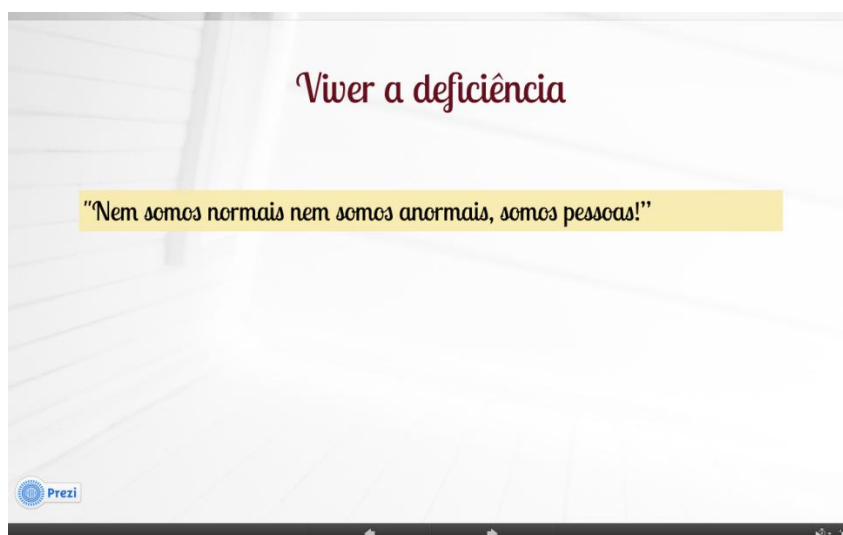 Viver a deficiência
"Nem somos normais nem somos anormais, somos pessoas!”
Prezi